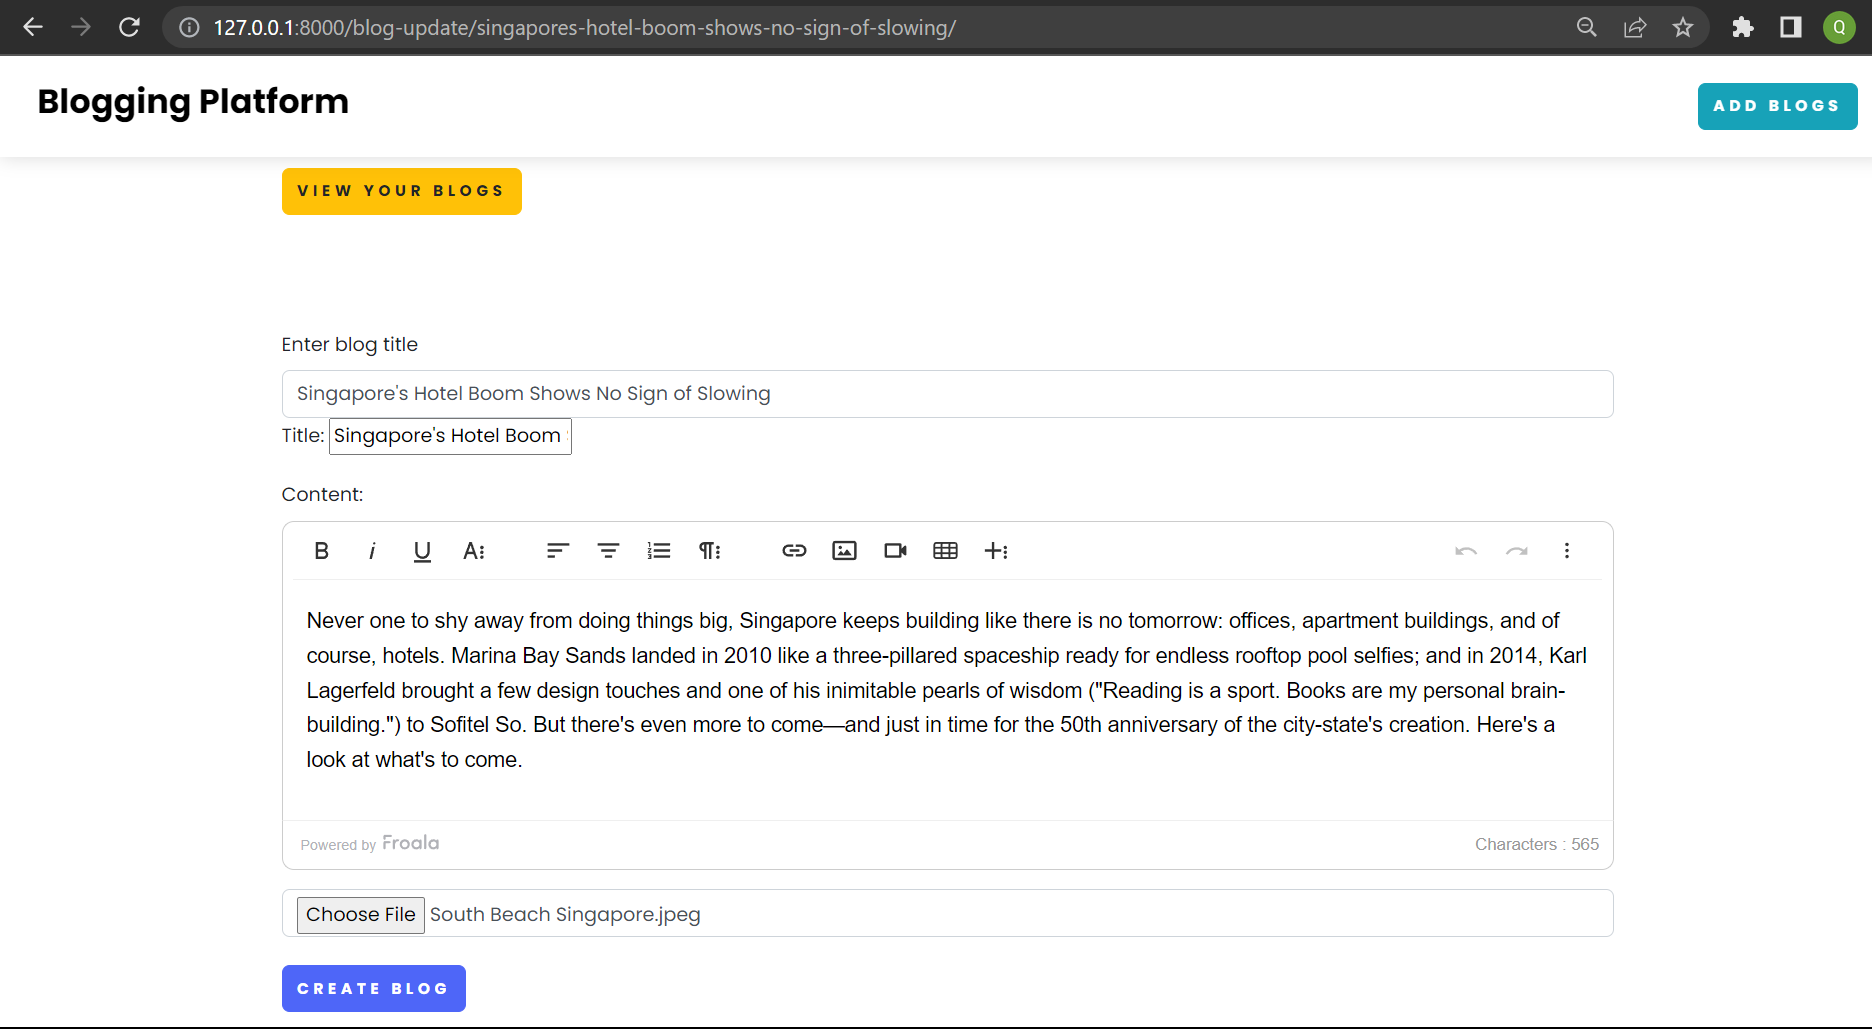 127.0.0.1:8000/blog-update/singapores-hotel-boom-shows-no-sign-of-slowing/
Q
Blogging Platform
ADD BLOGS
VIEW YOUR BLOGS
Enter blog title
Singapore's Hotel Boom Shows No Sign of Slowing
Title: Singapore's Hotel Boom
Content:
Never one to shy away from doing things big, Singapore keeps building like there is no tomorrow: offices, apartment buildings, and of
course, hotels. Marina Bay Sands landed in 2010 like a three-pillared spaceship ready for endless rooftop pool selfies; and in 2014, Karl
Lagerfeld brought a few design touches and one of his inimitable pearls of wisdom ("Reading is a sport. Books are my personal brain-
building.") to Sofitel So. But there's even more to come—and just in time for the 50th anniversary of the city-state's creation. Here's a
look at what's to come.
Powered by Froala
Characters : 565
Choose File South Beach Singapore.jpeg
CREATE BLOG